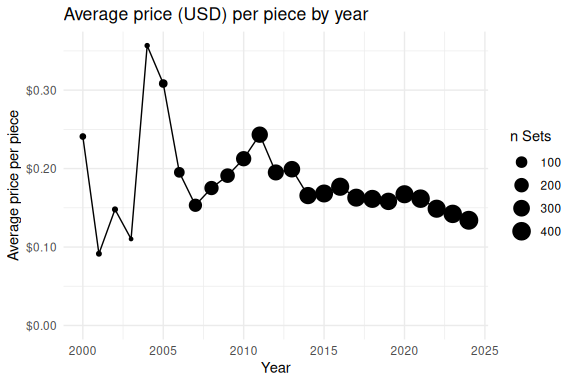 Average price (USD) per piece by year
Average price per piece
$0.30
$0.20
$0.10
$0.00
2000 2005 2010 2015 2020 2025
Year
n Sets
100
200
300
400